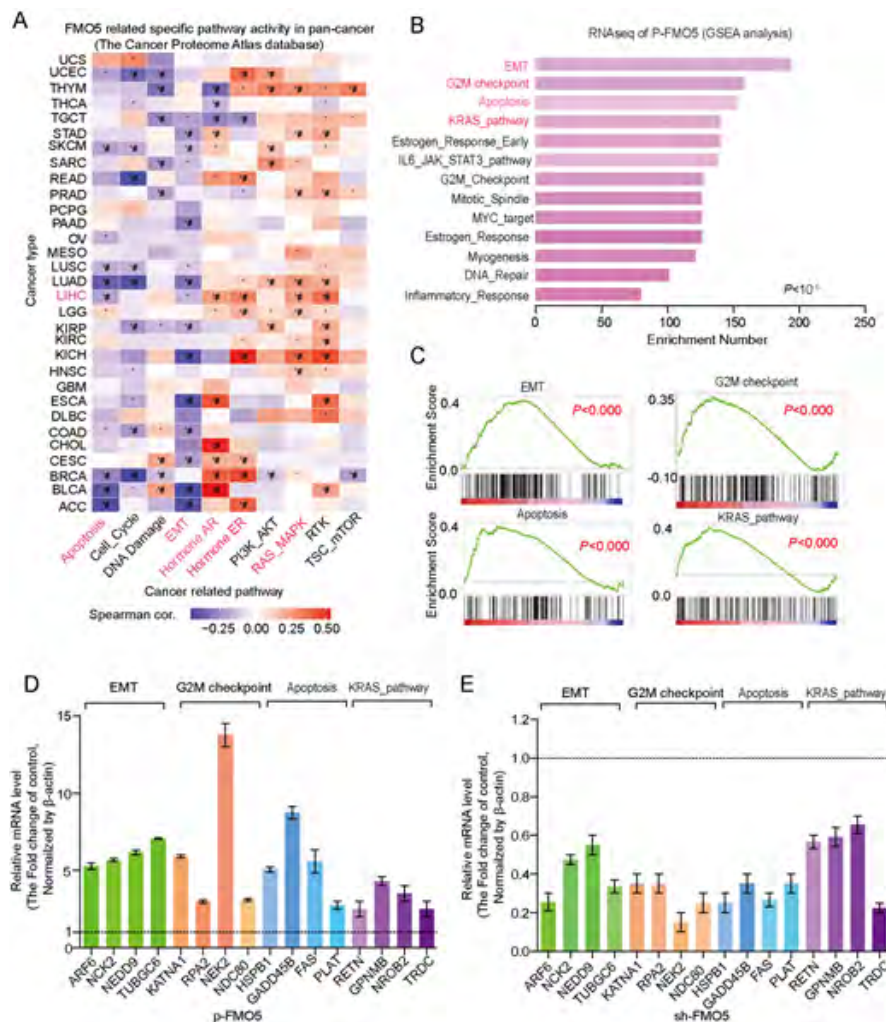 A
FMO5 related specific pathway activity in pan-cancer
(The Cancer Proteome Atlas database)
Cancer type
UCS
UCEC
THYM
THCA
TGCT
STAD
SKCM
SARC
READ
PRAD
PCPG
PAAD
OV
MESO
LUSC
LUAD
LIHC
LGG
KIRP
KIRC
KICH
HNSC
GBM
ESCA
DLBC
COAD
CHOL
CESC
BRCA
BLCA
ACC
Apoptosis
Cell_Cycle
DNA Damage
EMT
Hormone AR
Hormone ER
PI3K_AKT
RAS_MAPK
RTK
TSC_mTOR
Cancer related pathway
Spearman cor.
−0.25 0.00 0.25 0.50
B
RNAseq of P-FMO5 (GSEA analysis)
EMT
G2M checkpoint
Apoptosis
KRAS_pathway
Estrogen_Response_Early
IL6_JAK_STAT3_pathway
G2M_Checkpoint
Mitotic_Spindle
MYC_target
Estrogen_Response
Myogenesis
DNA_Repair
Inflammatory_Response
P<10
0 50 100 150 200 250
Enrichment Number
C
EMT
G2M checkpoint
0.4
P<0.000
0.0
0.35
P<0.000
-0.10
Enrichment Score
Apoptosis
KRAS_pathway
0.4
P<0.000
0.0
0.4
P<0.000
0.0
Enrichment Score
D
EMT G2M checkpoint Apoptosis KRAS_pathway
Relative mRNA level
(The Fold change of control,
Normailzed by β-actin)
15
10
5
1
0
ARF6
NCK2
NEDD9
TUBGC6
KATNA1
RPA2
NEK2
NDC80
HSPB1
GADD45B
FAS
PLAT
RETN
GPNMB
NROB2
TRDC
p-FMO5
E
EMT G2M checkpoint Apoptosis KRAS_pathway
Relative mRNA level
(The Fold change of control,
Normailzed by β-actin)
1.2
1.0
0.8
0.6
0.4
0.2
0.0
ARF6
NCK2
NEDD9
TUBGC6
KATNA1
RPA2
NEK2
NDC80
HSPB1
GADD45B
FAS
PLAT
RETN
GPNMB
NROB2
TRDC
sh-FMO5